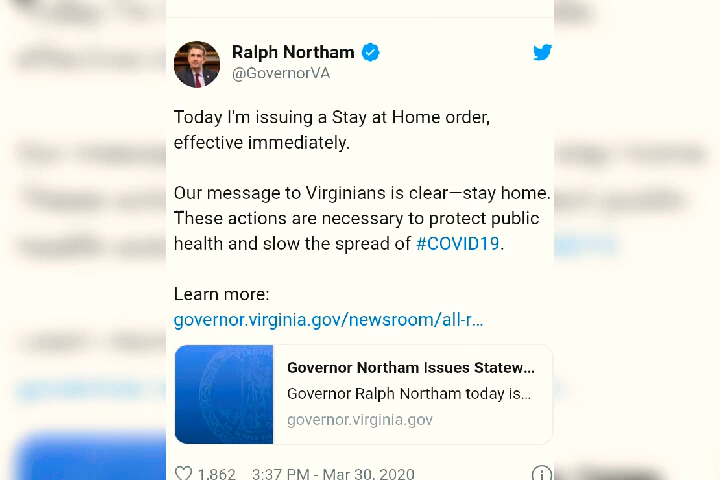 Ralph Northam
@GovernorVA
Today I'm issuing a Stay at Home order,
effective immediately.
Our message to Virginians is clear—stay home.
These actions are necessary to protect public
health and slow the spread of #COVID19.
Learn more:
governor.virginia.gov/newsroom/all-r...
Governor Northam Issues Statew...
Governor Ralph Northam today is...
governor.virginia.gov
1,862 3:37 PM - Mar 30, 2020